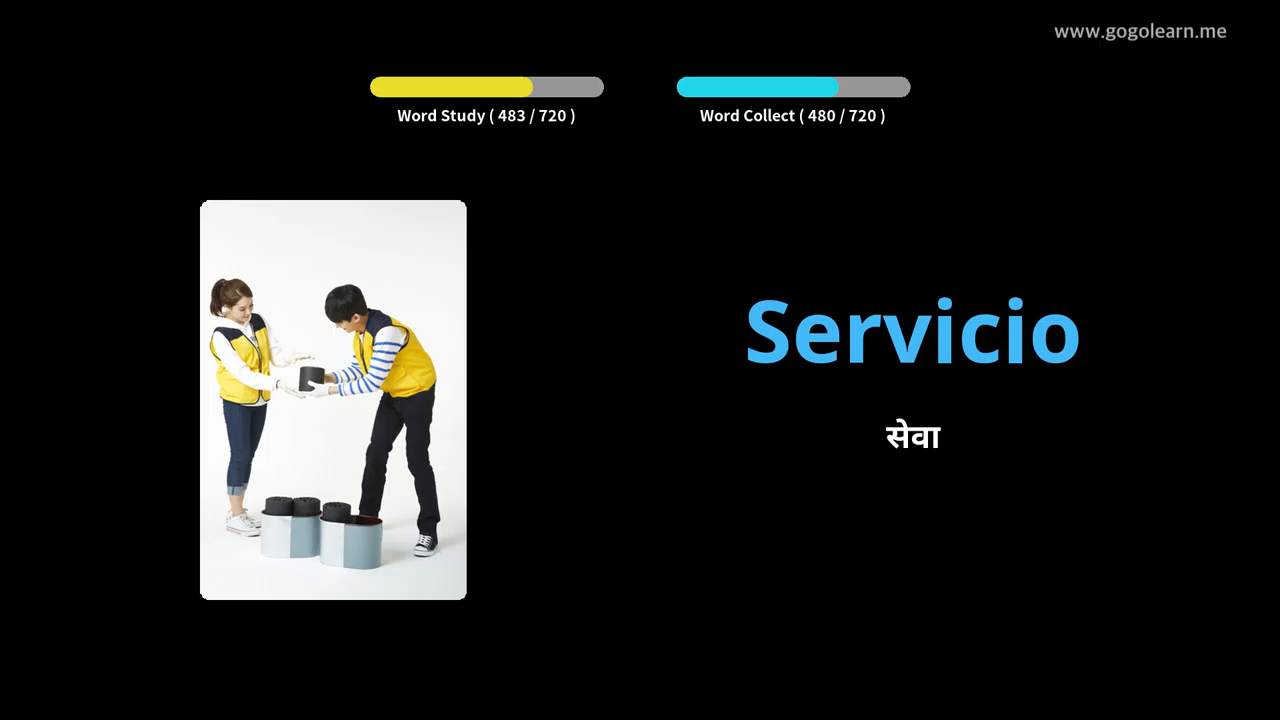 www.gogolearn.me
Word Study ( 483 / 720 )
Word Collect ( 480 / 720 )
Servicio
सेवा